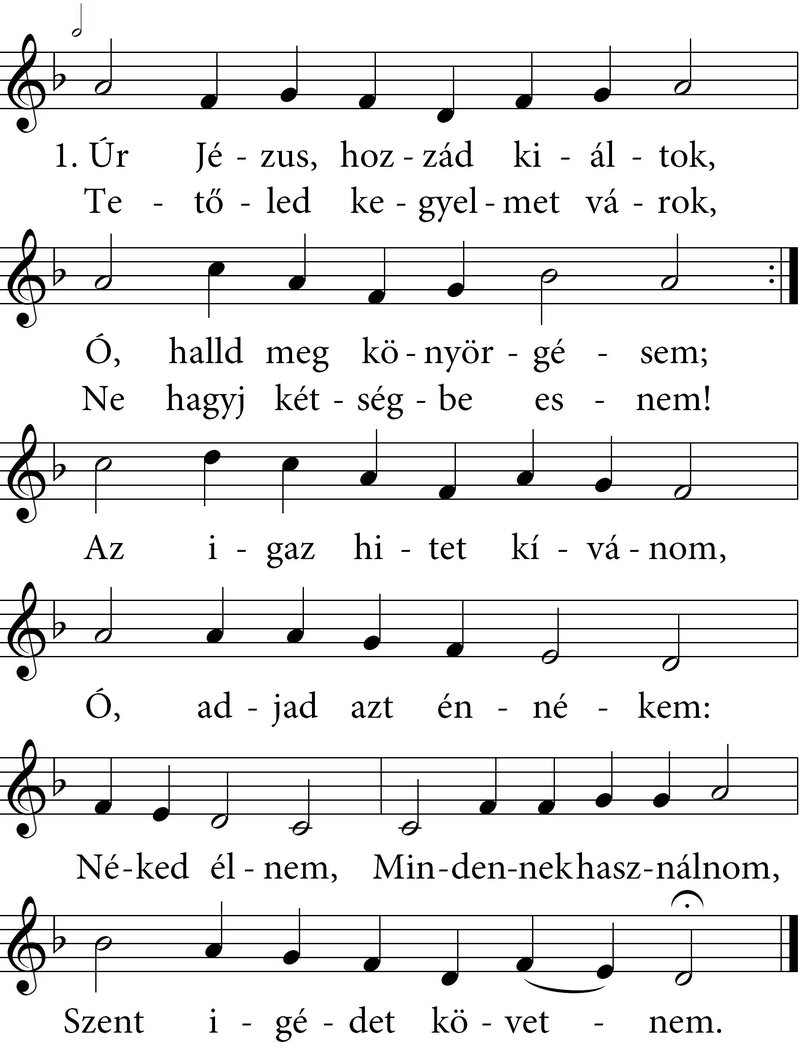 1. Úr Jé - zus, hoz - zád ki - ál - tok,
Te - tő - led ke - gyel - met vá - rok,
Ó, halld meg kö - nyör - gé - sem;
Ne hagyj két - ség - be es - nem!
Az i - gaz hi - tet kí - vá - nom,
Ó, ad - jad azt én - né - kem:
Né - ked él - nem, Min - den - nek hasz - nálnom,
Szent i - gé - det kö - vet - nem.